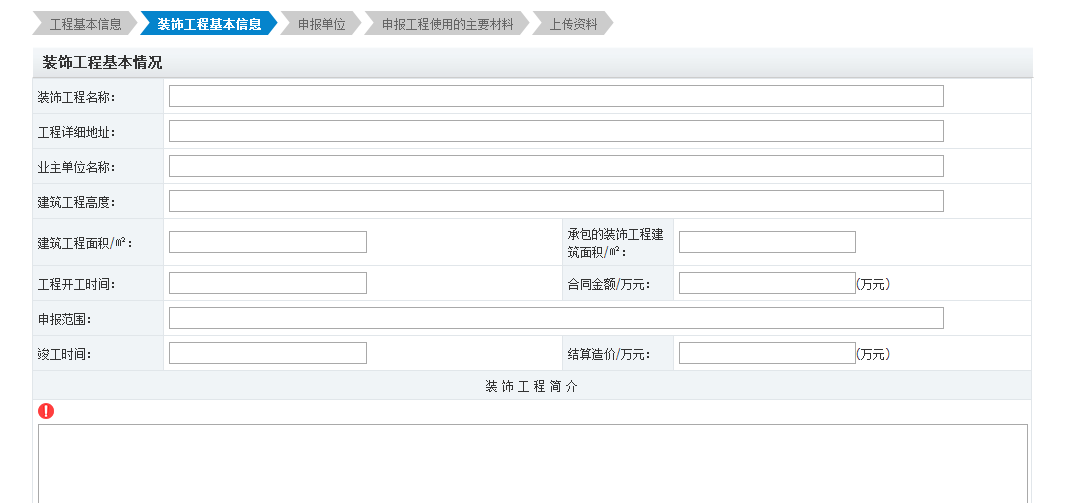 工程基本信息 装饰工程基本信息 申报单位 申报工程使用的主要材料 上传资料
装饰工程基本情况
装饰工程名称：
工程详细地址：
业主单位名称：
建筑工程高度：
建筑工程面积/㎡：
承包的装饰工程建
筑面积/㎡：
工程开工时间：
合同金额/万元： (万元)
申报范围：
竣工时间：
结算造价/万元： (万元)
装 饰 工 程 简 介